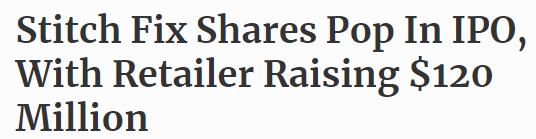 Stitch Fix Shares Pop In IPO,
With Retailer Raising $120
Million